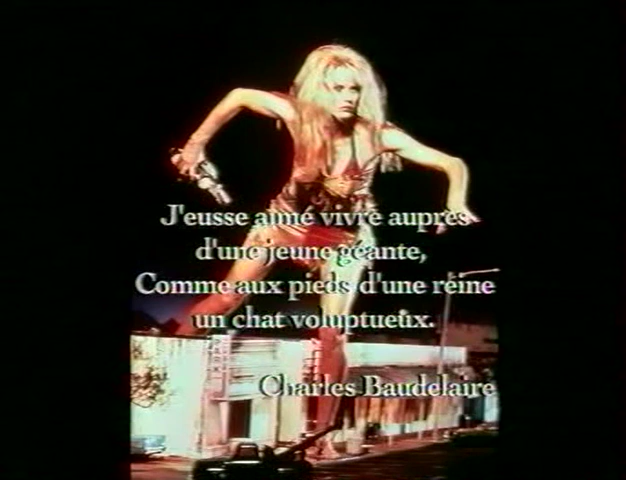 J'eusse aimé vivre auprès
d'une jeune géante,
Comme aux pieds d'une reine
un chat voluptueux.
Charles Baudelaire